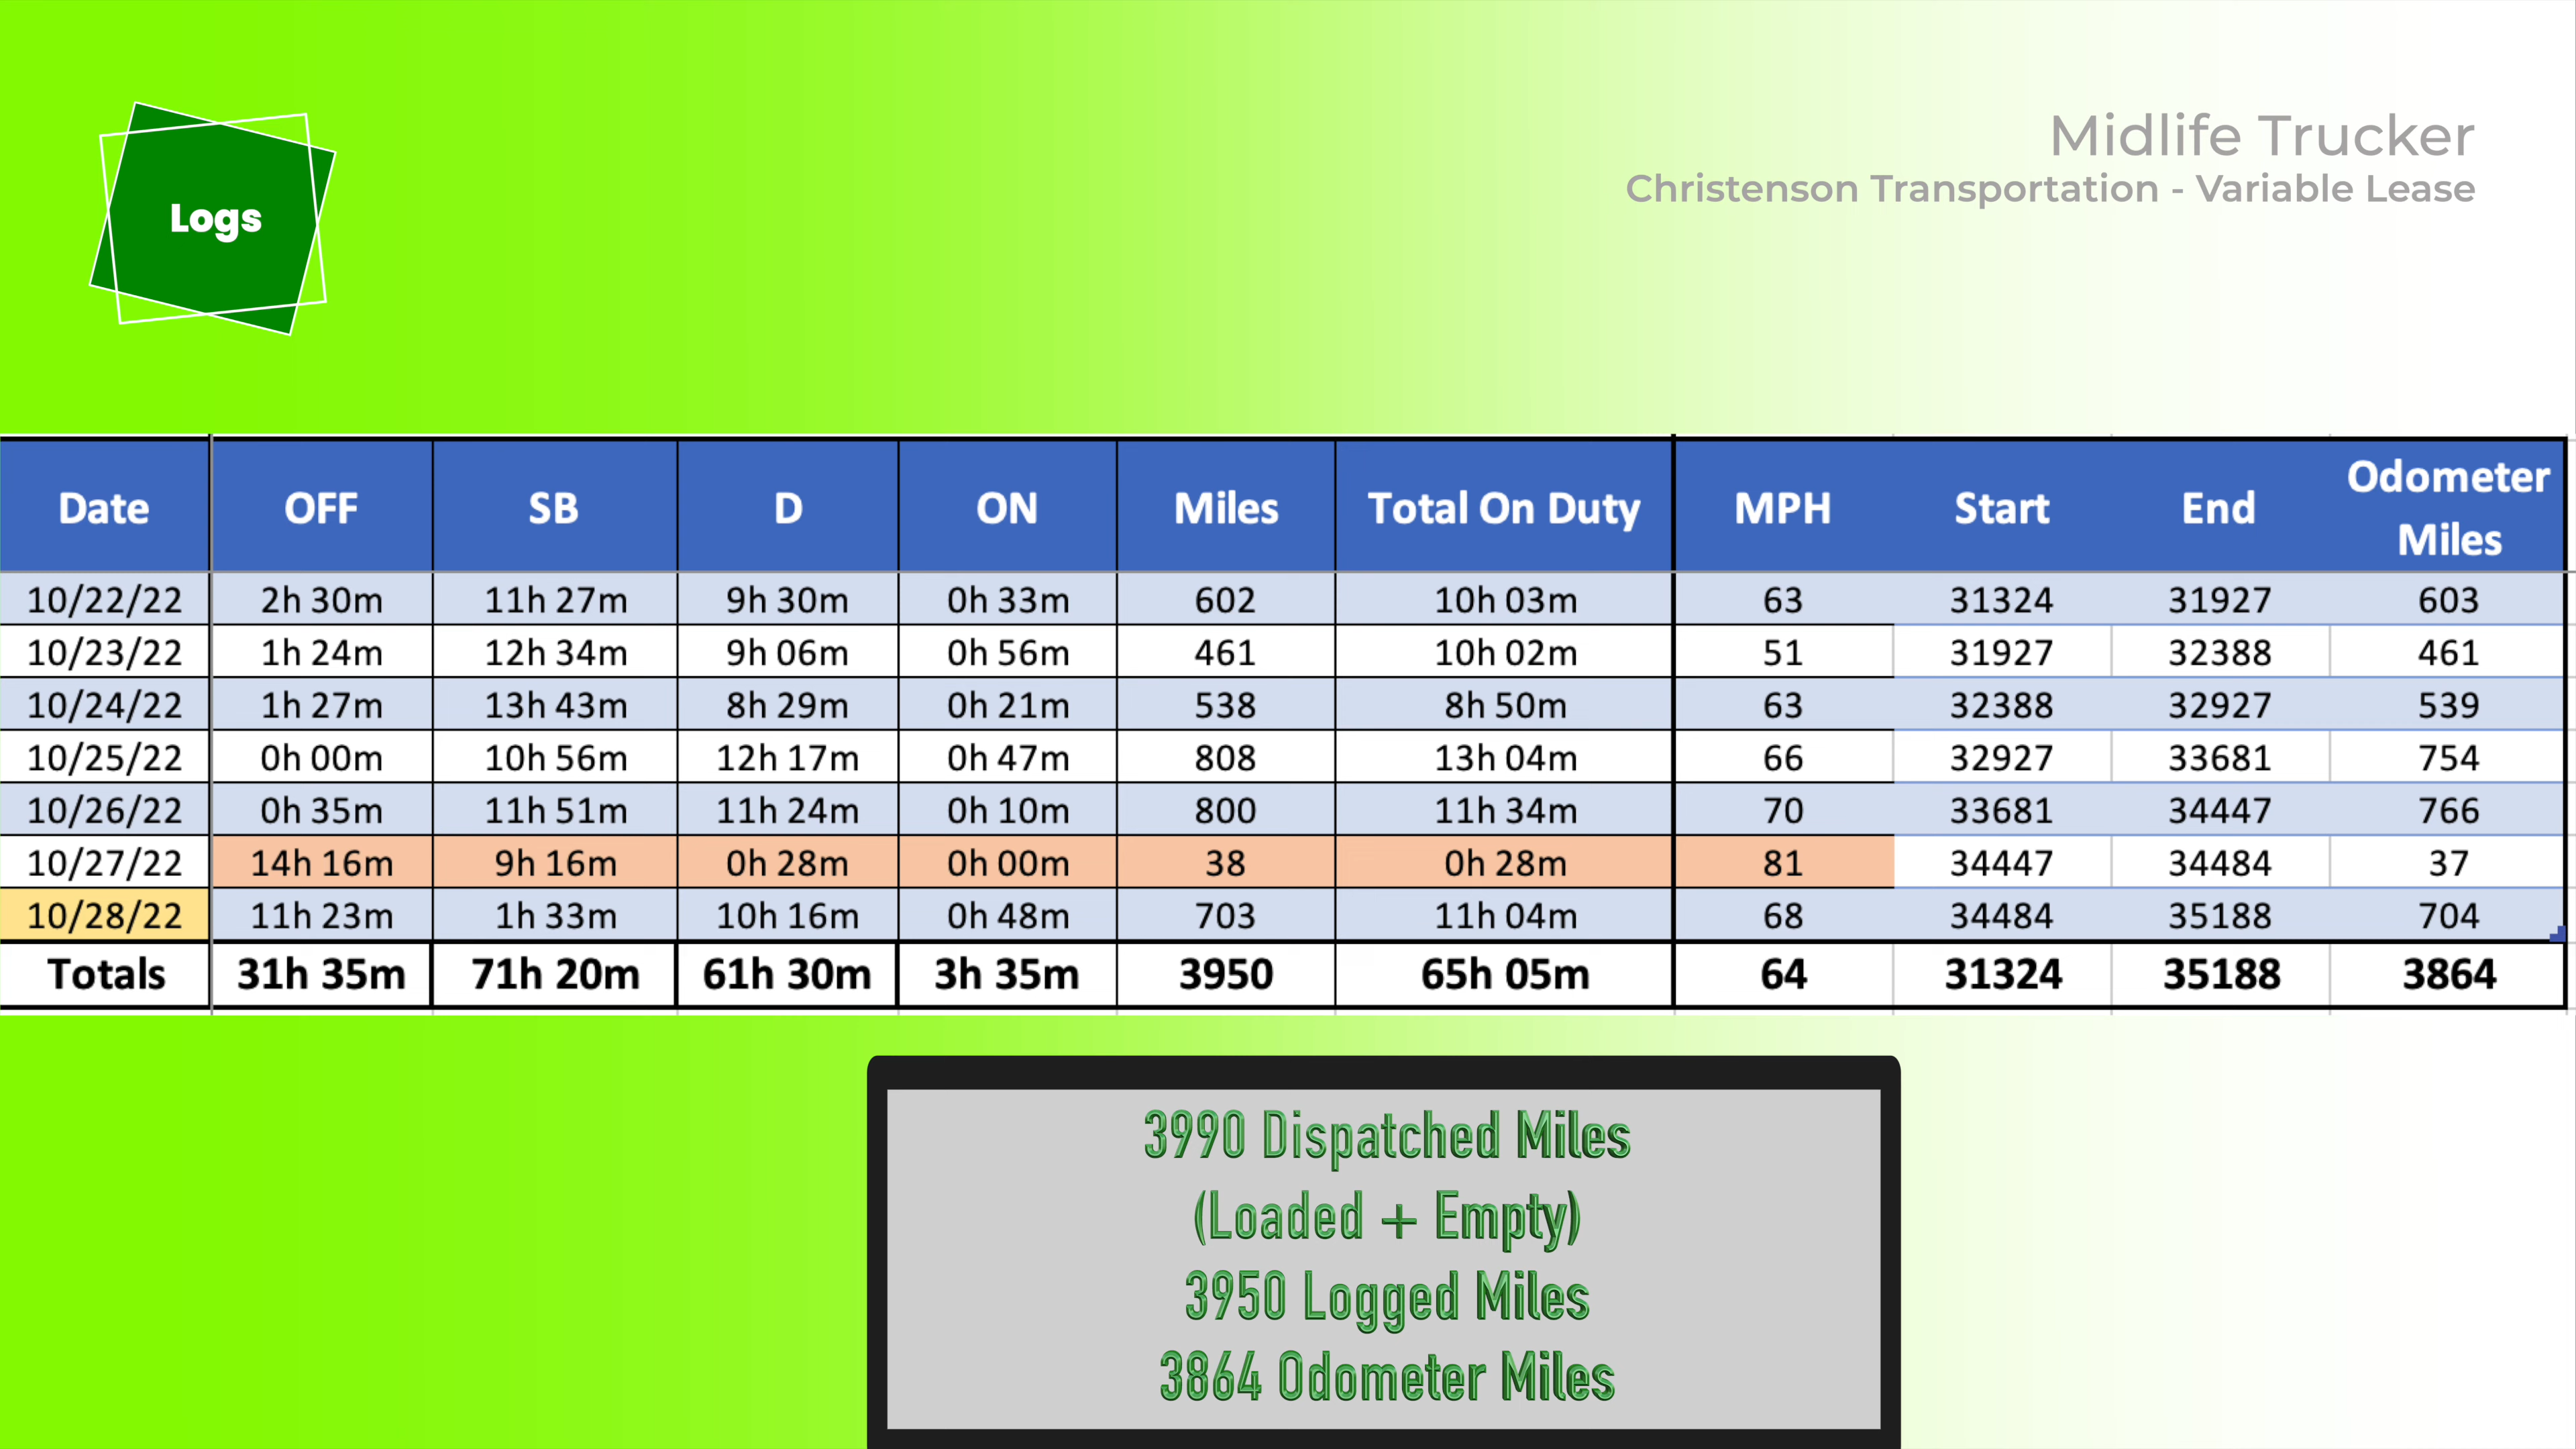 Logs
Midlife Trucker
Christenson Transportation - Variable Lease
Date OFF SB D ON Miles Total On Duty MPH Start End Odometer Miles
10/22/22 2h 30m 11h 27m 9h 30m 0h 33m 602 10h 03m 63 31324 31927 603
10/23/22 1h 24m 12h 34m 9h 06m 0h 56m 461 10h 02m 51 31927 32388 461
10/24/22 1h 27m 13h 43m 8h 29m 0h 21m 538 8h 50m 63 32388 32927 539
10/25/22 0h 00m 10h 56m 12h 17m 0h 47m 808 13h 04m 66 32927 33681 754
10/26/22 0h 35m 11h 51m 11h 24m 0h 10m 800 11h 34m 70 33681 34447 766
10/27/22 14h 16m 9h 16m 0h 28m 0h 00m 38 0h 28m 81 34447 34484 37
10/28/22 11h 23m 1h 33m 10h 16m 0h 48m 703 11h 04m 68 34484 35188 704
Totals 31h 35m 71h 20m 61h 30m 3h 35m 3950 65h 05m 64 31324 35188 3864
3990 Dispatched Miles
(Loaded + Empty)
3950 Logged Miles
3864 Odometer Miles